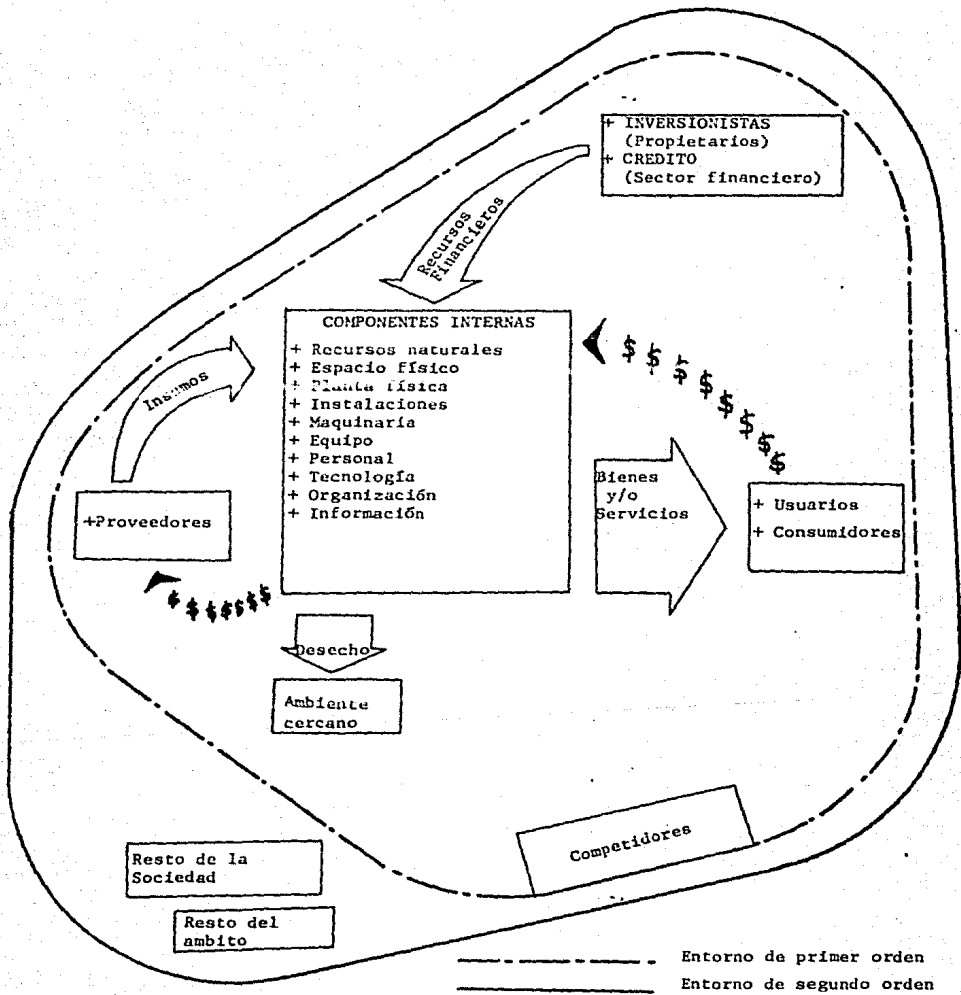 + INVERSIONISTAS
(Propietarios)
+ CREDITO
(Sector financiero)
Recursos
Financieros
COMPONENTES INTERNAS
+ Recursos naturales
+ Espacio físico
+ Planta física
+ Instalaciones
+ Maquinaria
+ Equipo
+ Personal
+ Tecnología
+ Organización
+ Información
Insumos
+Proveedores
$ $ $ $ $ $ $ $
Bienes
y/o
Servicios
+ Usuarios
+ Consumidores
$ $ $ $ $ $ $
Desecho
Ambiente
cercano
Competidores
Resto de la
Sociedad
Resto del
ambito
Entorno de primer orden
Entorno de segundo orden